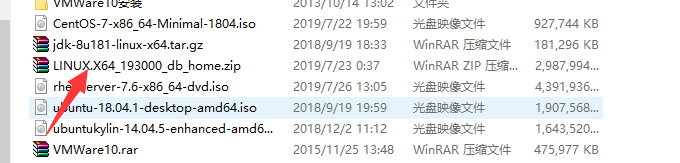 VMWare10安装 2013/10/14 13:02 文件夹
CentOS-7-x86_64-Minimal-1804.iso 2019/7/22 19:59 光盘映像文件 927,744 KB
jdk-8u181-linux-x64.tar.gz 2018/9/19 18:33 WinRAR 压缩文件 181,296 KB
LINUX.X64_193000_db_home.zip 2019/7/23 0:37 WinRAR ZIP 压缩... 2,987,994...
server-7.6-x86_64-dvd.iso 2019/7/26 13:05 光盘映像文件 4,391,936...
ubuntu-18.04.1-desktop-amd64.iso 2018/9/19 19:59 光盘映像文件 1,907,568...
ubuntukylin-14.04.5-enhanced-amd6... 2018/12/2 11:12 光盘映像文件 1,643,520...
VMWare10.rar 2015/11/25 13:48 WinRAR 压缩文件 475,977 KB